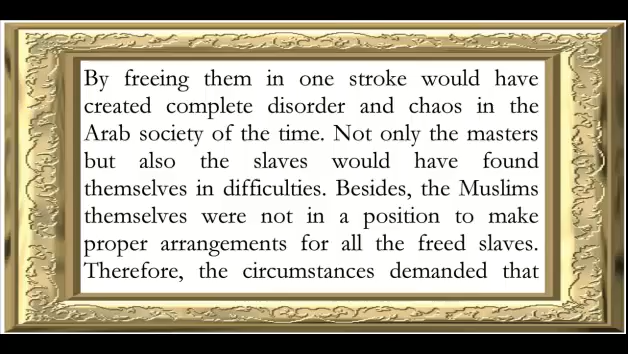 By freeing them in one stroke would have
created complete disorder and chaos in the
Arab society of the time. Not only the masters
but also the slaves would have found
themselves in difficulties. Besides, the Muslims
themselves were not in a position to make
proper arrangements for all the freed slaves.
Therefore, the circumstances demanded that